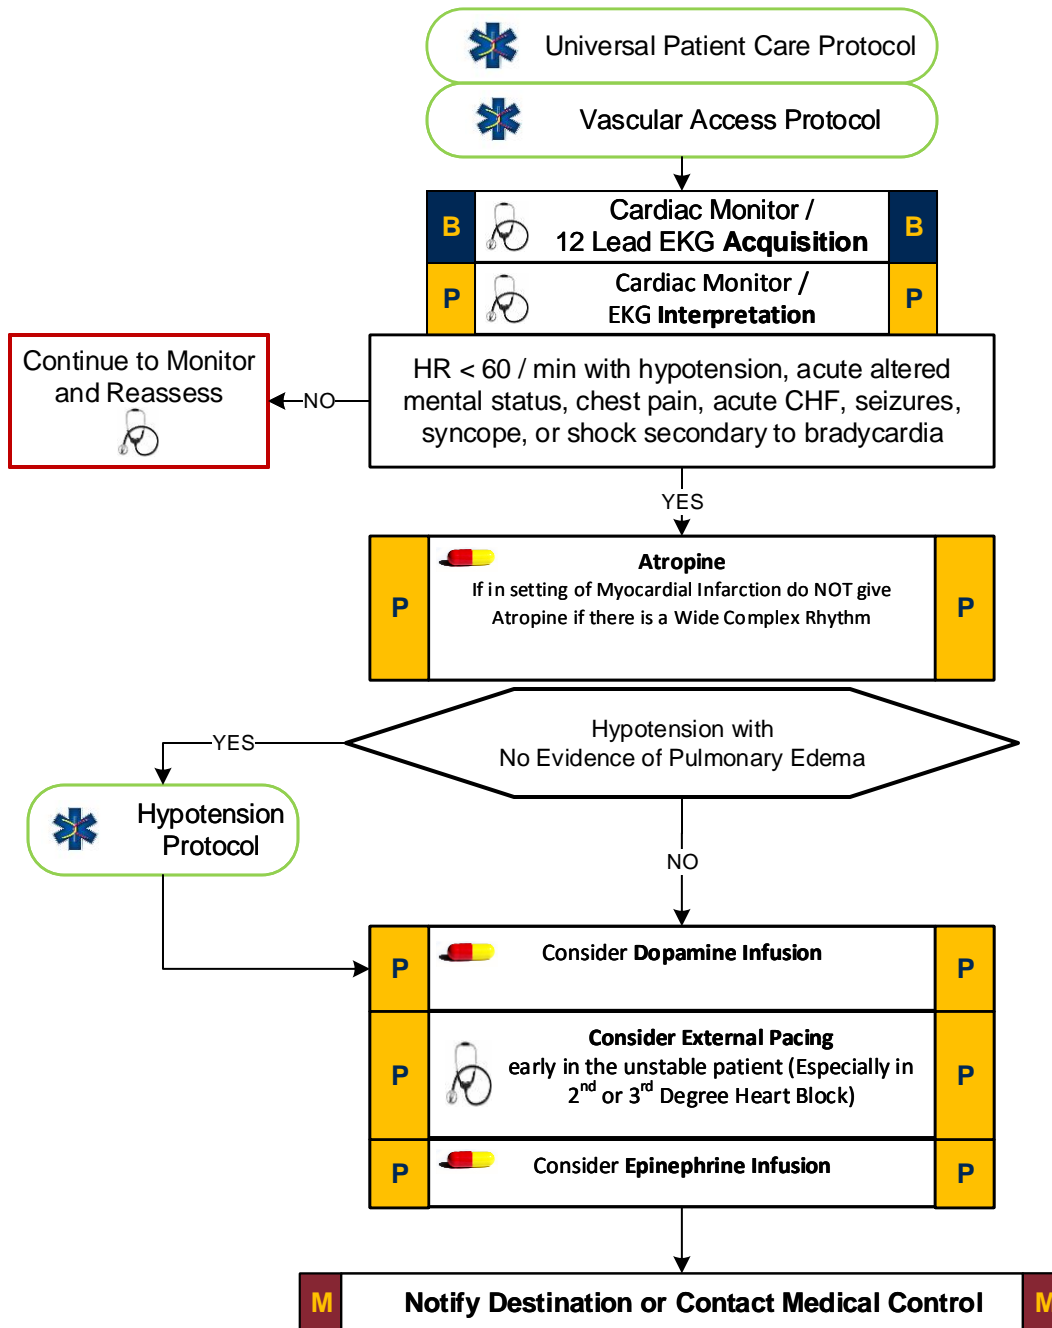 Universal Patient Care Protocol
Vascular Access Protocol
B
Cardiac Monitor /
12 Lead EKG Acquisition
B
P
Cardiac Monitor /
EKG Interpretation
P
Continue to Monitor
and Reassess
NO
HR < 60 / min with hypotension, acute altered
mental status, chest pain, acute CHF, seizures,
syncope, or shock secondary to bradycardia
YES
P
Atropine
If in setting of Myocardial Infarction do NOT give
Atropine if there is a Wide Complex Rhythm
P
YES
Hypotension with
No Evidence of Pulmonary Edema
Hypotension
Protocol
NO
P
Consider Dopamine Infusion
P
P
Consider External Pacing
early in the unstable patient (Especially in
2nd or 3rd Degree Heart Block)
P
P
Consider Epinephrine Infusion
P
M
Notify Destination or Contact Medical Control
M